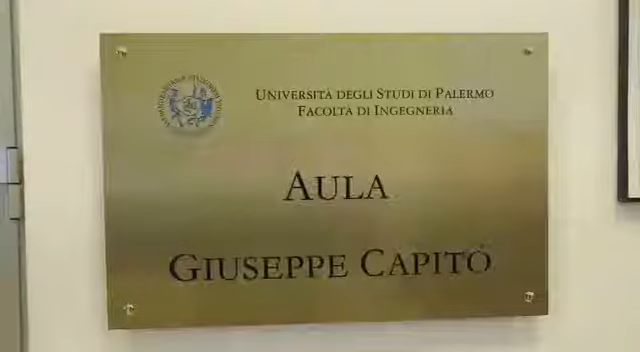 UNIVERSITÀ DEGLI STUDI DI PALERMO
FACOLTÀ DI INGEGNERIA
AULA
GIUSEPPE CAPITÒ